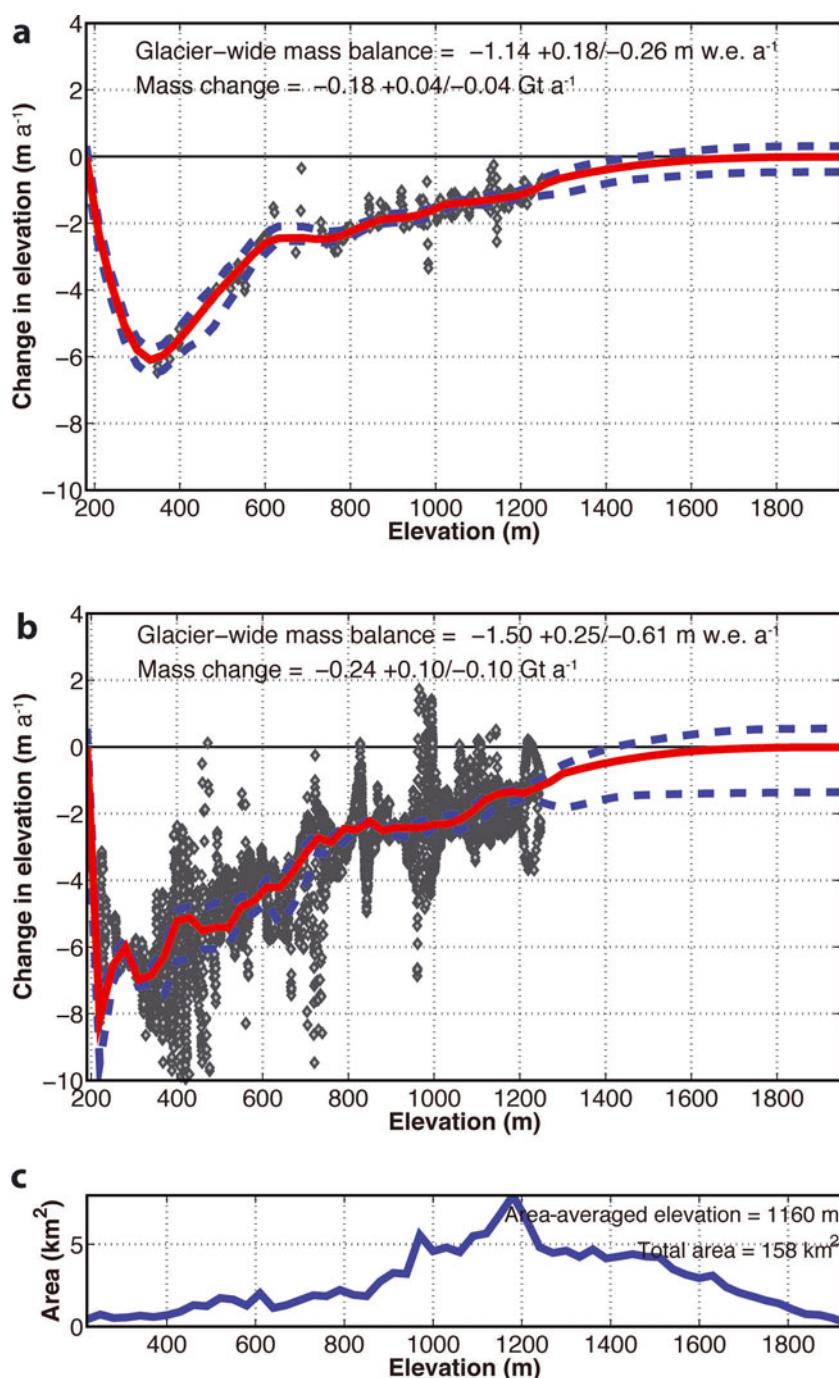 a
Glacier–wide mass balance = −1.14 +0.18/−0.26 m w.e. a⁻¹
Mass change = −0.18 +0.04/−0.04 Gt a⁻¹
Change in elevation (m a⁻¹)
4
2
0
−2
−4
−6
−8
−10
200 400 600 800 1000 1200 1400 1600 1800
Elevation (m)
b
Glacier–wide mass balance = −1.50 +0.25/−0.61 m w.e. a⁻¹
Mass change = −0.24 +0.10/−0.10 Gt a⁻¹
Change in elevation (m a⁻¹)
4
2
0
−2
−4
−6
−8
−10
200 400 600 800 1000 1200 1400 1600 1800
Elevation (m)
c
Area−averaged elevation = 1160 m
Total area = 158 km²
Area (km²)
5
0
400 600 800 1000 1200 1400 1600 1800
Elevation (m)